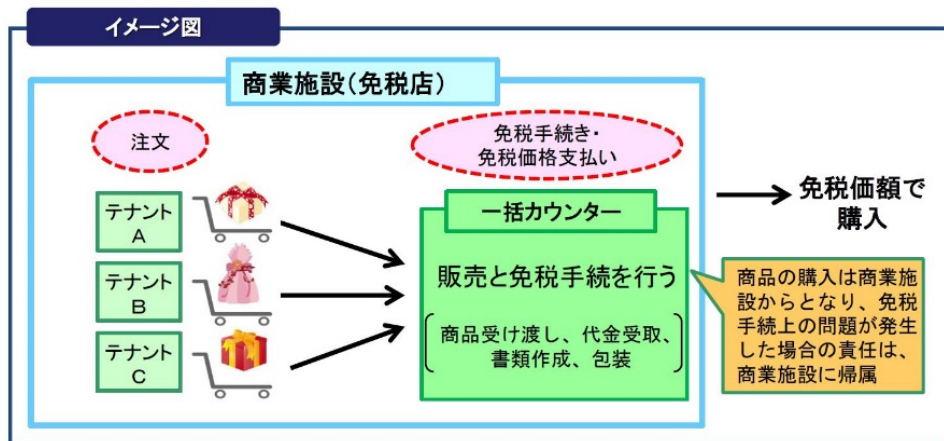 イメージ図
商業施設(免税店)
注文
免税手続き・
免税価格支払い
テナント
A
テナント
B
テナント
C
一括カウンター
販売と免税手続を行う
商品受け渡し、代金受取、
書類作成、包装
免税価額で
購入
商品の購入は商業施
設からとなり、免税
手続上の問題が発生
した場合の責任は、
商業施設に帰属